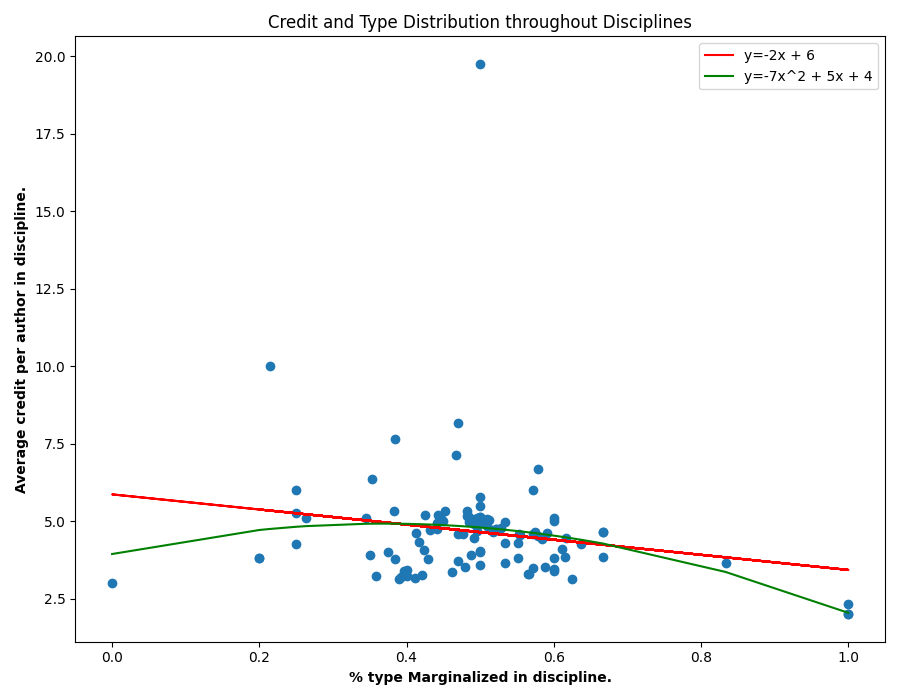 Credit and Type Distribution throughout Disciplines
y=-2x + 6
y=-7x^2 + 5x + 4
20.0
17.5
15.0
12.5
10.0
7.5
5.0
2.5
Average credit per author in discipline.
0.0 0.2 0.4 0.6 0.8 1.0
% type Marginalized in discipline.